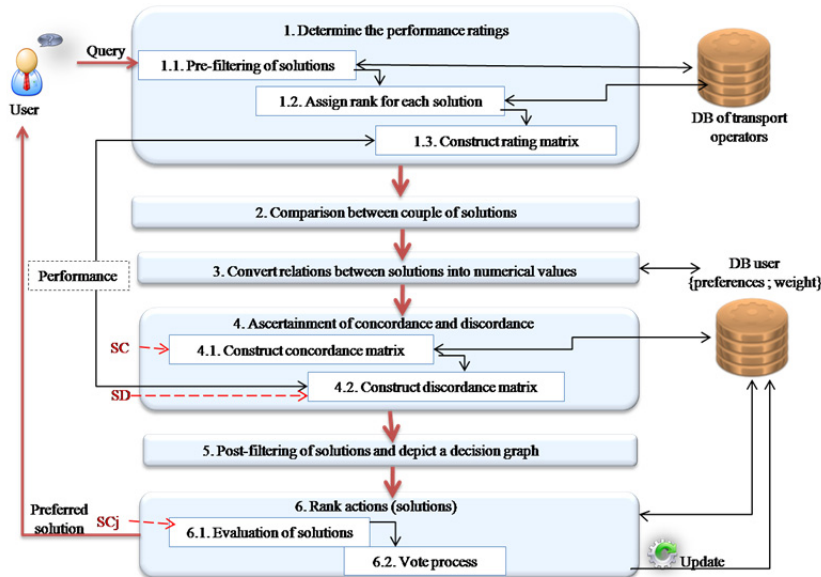 1. Determine the performance ratings
Query
1.1. Pre-filtering of solutions
User
1.2. Assign rank for each solution
DB of transport
operators
1.3. Construct rating matrix
2. Comparison between couple of solutions
Performance
3. Convert relations between solutions into numerical values
DB user
{preferences ; weight}
4. Ascertainment of concordance and discordance
SC
4.1. Construct concordance matrix
SD
4.2. Construct discordance matrix
5. Post-filtering of solutions and depict a decision graph
Preferred
solution
6. Rank actions (solutions)
SCj
6.1. Evaluation of solutions
6.2. Vote process
Update